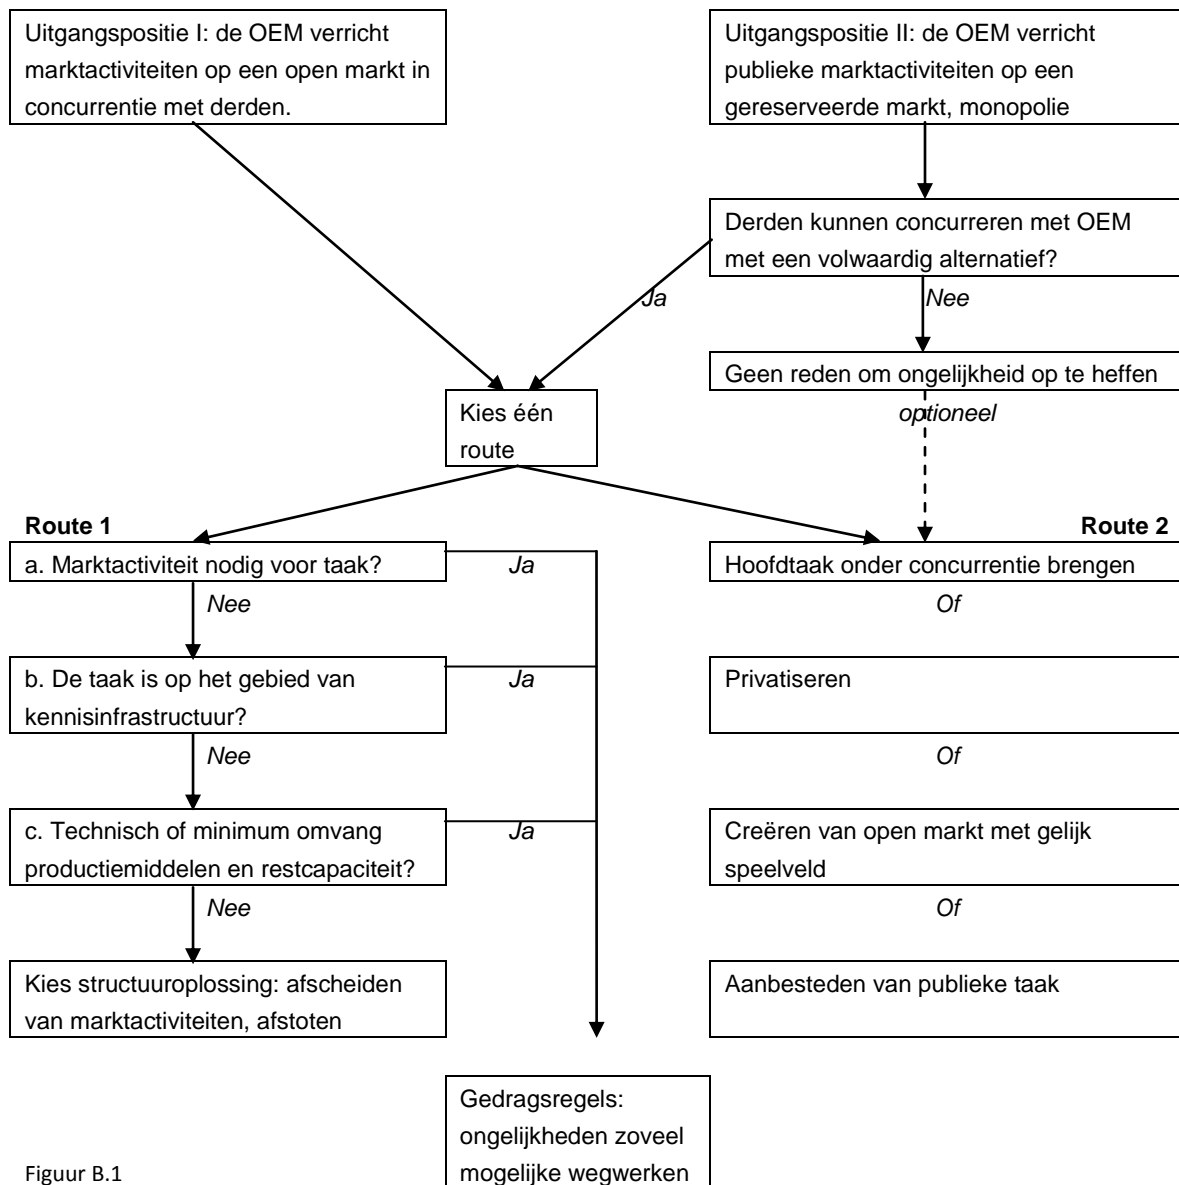 Uitgangspositie I: de OEM verricht
marktactiviteiten op een open markt in
concurrentie met derden.
Uitgangspositie II: de OEM verricht
publieke marktactiviteiten op een
gereserveerde markt, monopolie
Derden kunnen concurreren met OEM
met een volwaardig alternatief?
Ja
Nee
Geen reden om ongelijkheid op te heffen
optioneel
Kies één
route
Route 1
a. Marktactiviteit nodig voor taak?
Ja
Nee
b. De taak is op het gebied van
kennisinfrastructuur?
Ja
Nee
c. Technisch of minimum omvang
productiemiddelen en restcapaciteit?
Ja
Nee
Kies structuuroplossing: afscheiden
van marktactiviteiten, afstoten
Route 2
Hoofdtaak onder concurrentie brengen
Of
Privatiseren
Of
Creëren van open markt met gelijk
speelveld
Of
Aanbesteden van publieke taak
Gedragsregels:
ongelijkheden zoveel
mogelijke wegwerken
Figuur B.1